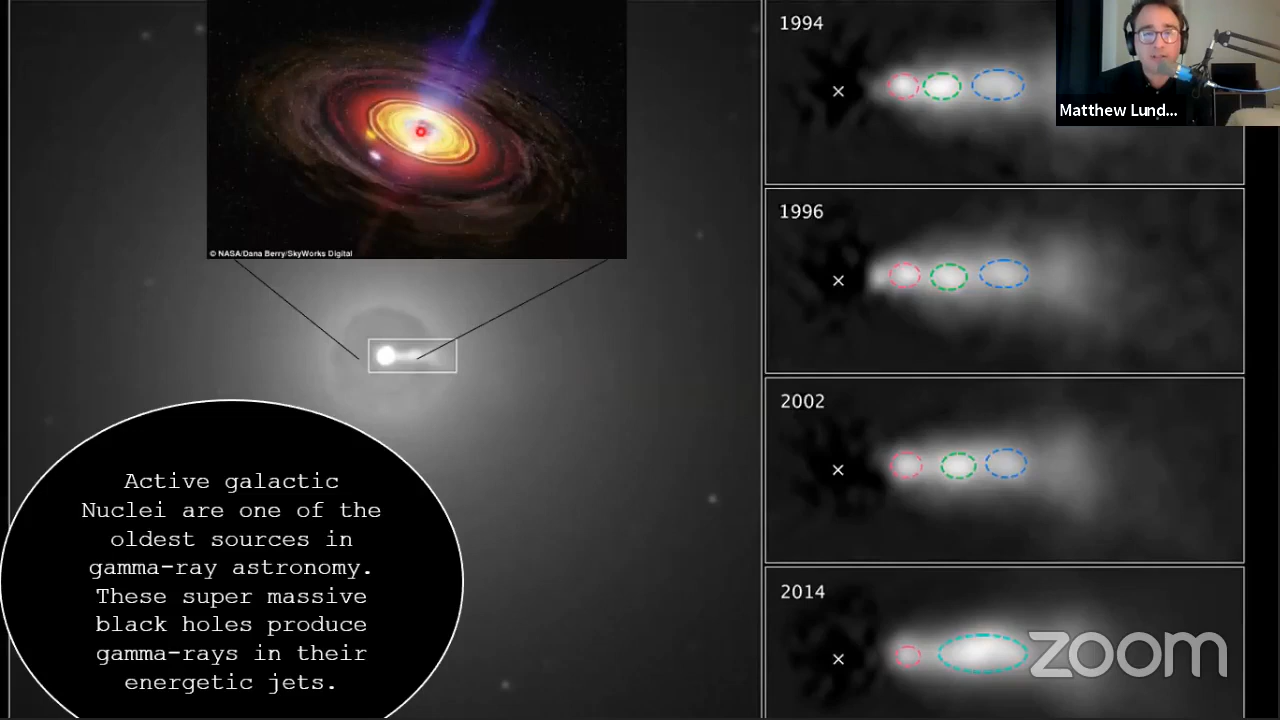 © NASA/Dana Berry/SkyWorks Digital
Active galactic
Nuclei are one of the
oldest sources in
gamma-ray astronomy.
These super massive
black holes produce
gamma-rays in their
energetic jets.
1994
1996
2002
2014
Matthew Lund...
zoom